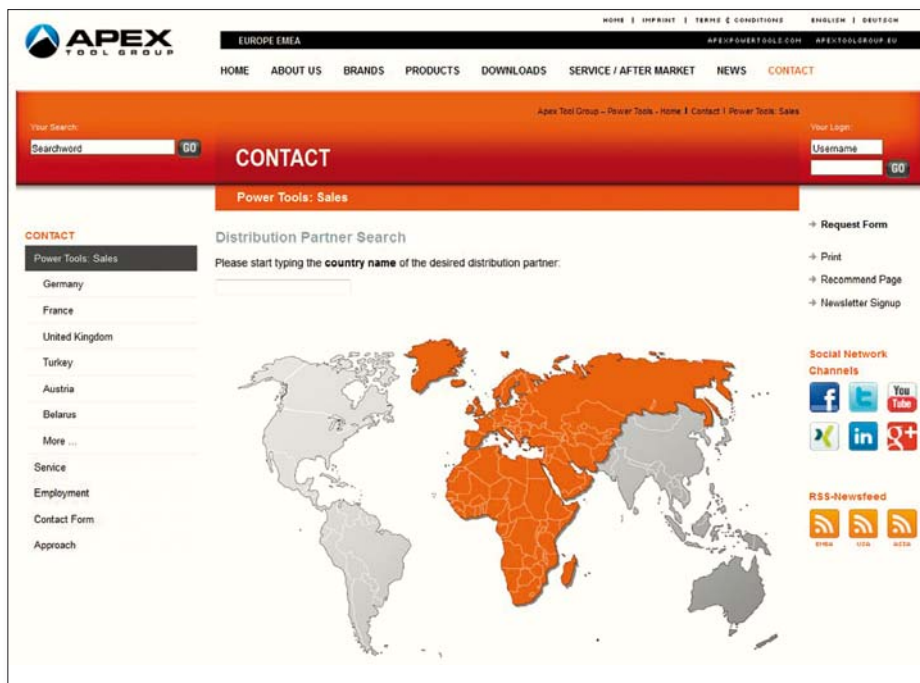 HOME | IMPRINT | TERMS & CONDITIONS ENGLISH | DEUTSCH
APEX
TOOL GROUP
EUROPE EMEA
APEXPOWERTOOLS.COM APEXTOOLGROUP.EU
HOME ABOUT US BRANDS PRODUCTS DOWNLOADS SERVICE / AFTER MARKET NEWS CONTACT
Apex Tool Group – Power Tools - Home | Contact | Power Tools: Sales
Your Search:
Searchword GO
CONTACT
Your Login:
Username
GO
Power Tools: Sales
CONTACT
Power Tools: Sales
Germany
France
United Kingdom
Turkey
Austria
Belarus
More ...
Service
Employment
Contact Form
Approach
Distribution Partner Search
Please start typing the country name of the desired distribution partner:
Request Form
Print
Recommend Page
Newsletter Signup
Social Network
Channels
f t You
Tube
in g+
RSS-Newsfeed
EMEA USA